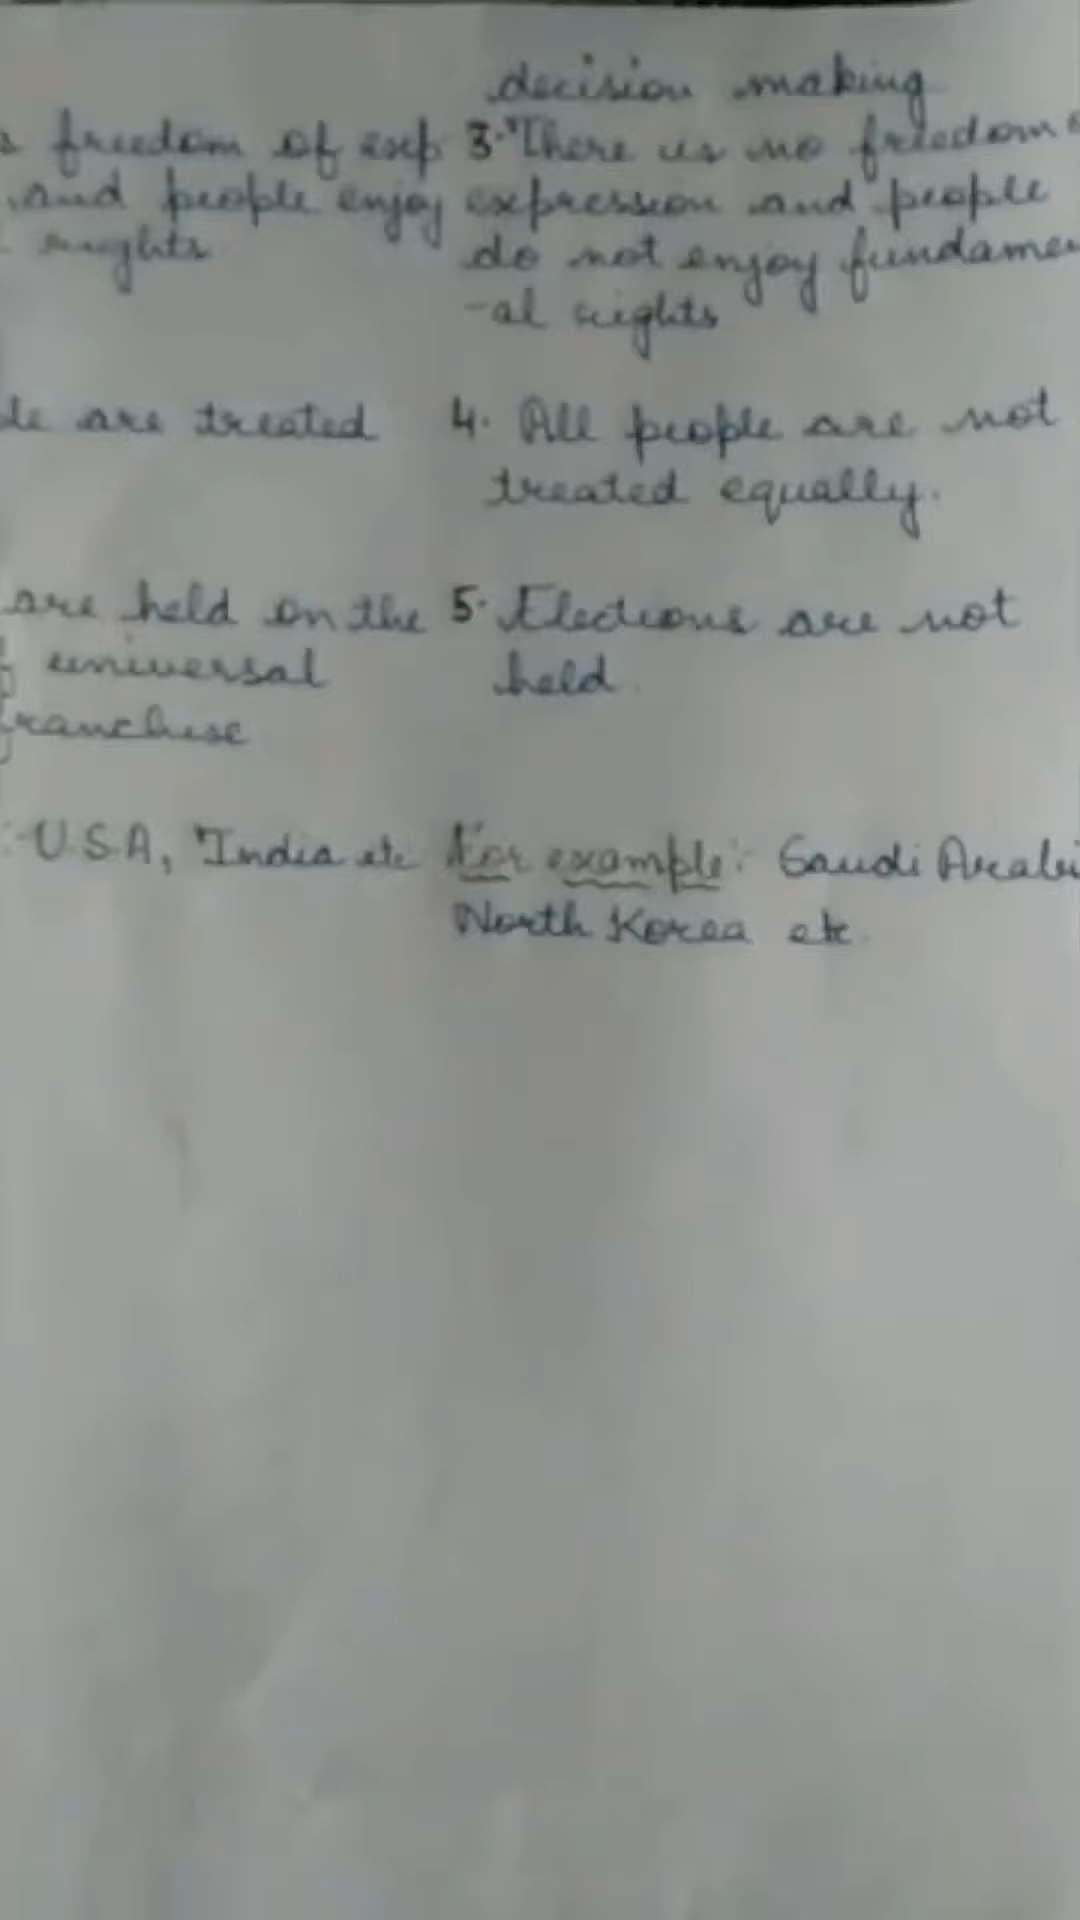 decision making
freedom of exp
and people enjoy
rights
3. There is no freedom
expression and people
do not enjoy fundamen
-al rights
are treated
4. All people are not
treated equally.
are held on the
universal
franchise
5. Elections are not
held.
:-U.S.A, India etc
For example:- Saudi Arabi
North Korea etc.